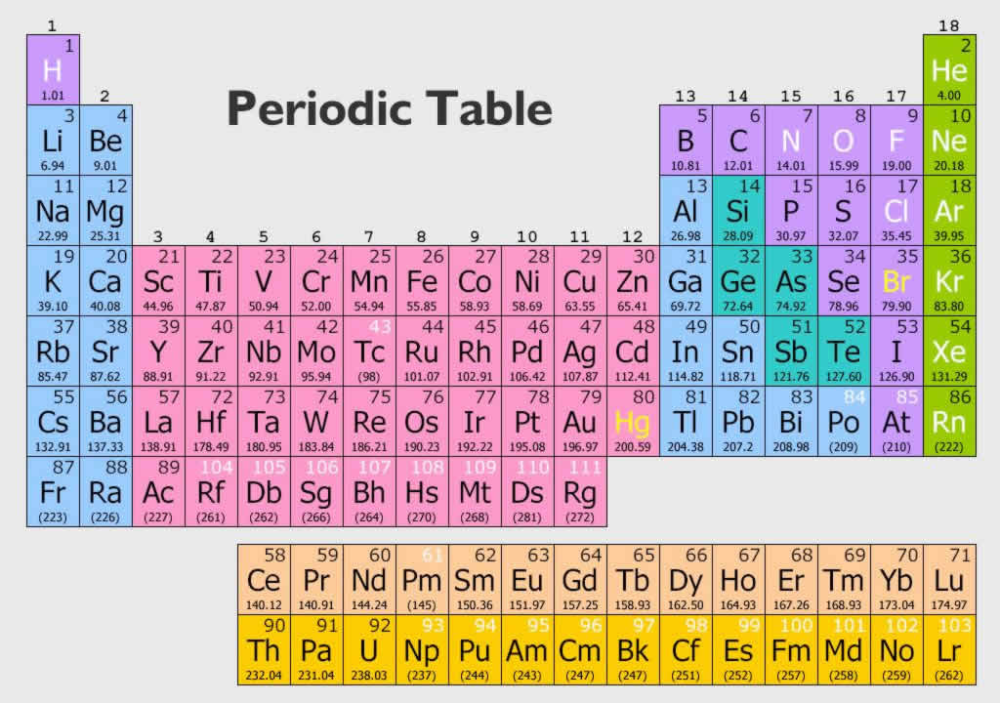 1 18
1 2
H He
1.01 2 13 14 15 16 17 4.00
Periodic Table
3 4 5 6 7 8 9 10
Li Be B C N O F Ne
6.94 9.01 10.81 12.01 14.01 15.99 19.00 20.18
11 12 13 14 15 16 17 18
Na Mg Al Si P S Cl Ar
22.99 25.31 3 4 5 6 7 8 9 10 11 12 26.98 28.09 30.97 32.07 35.45 39.95
19 20 21 22 23 24 25 26 27 28 29 30 31 32 33 34 35 36
K Ca Sc Ti V Cr Mn Fe Co Ni Cu Zn Ga Ge As Se Br Kr
39.10 40.08 44.96 47.87 50.94 52.00 54.94 55.85 58.93 58.69 63.55 65.41 69.72 72.64 74.92 78.96 79.90 83.80
37 38 39 40 41 42 43 44 45 46 47 48 49 50 51 52 53 54
Rb Sr Y Zr Nb Mo Tc Ru Rh Pd Ag Cd In Sn Sb Te I Xe
85.47 87.62 88.91 91.22 92.91 95.94 (98) 101.07 102.91 106.42 107.87 112.41 114.82 118.71 121.76 127.60 126.90 131.29
55 56 57 72 73 74 75 76 77 78 79 80 81 82 83 84 85 86
Cs Ba La Hf Ta W Re Os Ir Pt Au Hg Tl Pb Bi Po At Rn
132.91 137.33 138.91 178.49 180.95 183.84 186.21 190.23 192.22 195.08 196.97 200.59 204.38 207.2 208.98 (209) (210) (222)
87 88 89 104 105 106 107 108 109 110 111
Fr Ra Ac Rf Db Sg Bh Hs Mt Ds Rg
(223) (226) (227) (261) (262) (266) (264) (270) (268) (281) (272)
58 59 60 61 62 63 64 65 66 67 68 69 70 71
Ce Pr Nd Pm Sm Eu Gd Tb Dy Ho Er Tm Yb Lu
140.12 140.91 144.24 (145) 150.36 151.97 157.25 158.93 162.50 164.93 167.26 168.93 173.04 174.97
90 91 92 93 94 95 96 97 98 99 100 101 102 103
Th Pa U Np Pu Am Cm Bk Cf Es Fm Md No Lr
232.04 231.04 238.03 (237) (244) (243) (247) (247) (251) (252) (257) (258) (259) (262)